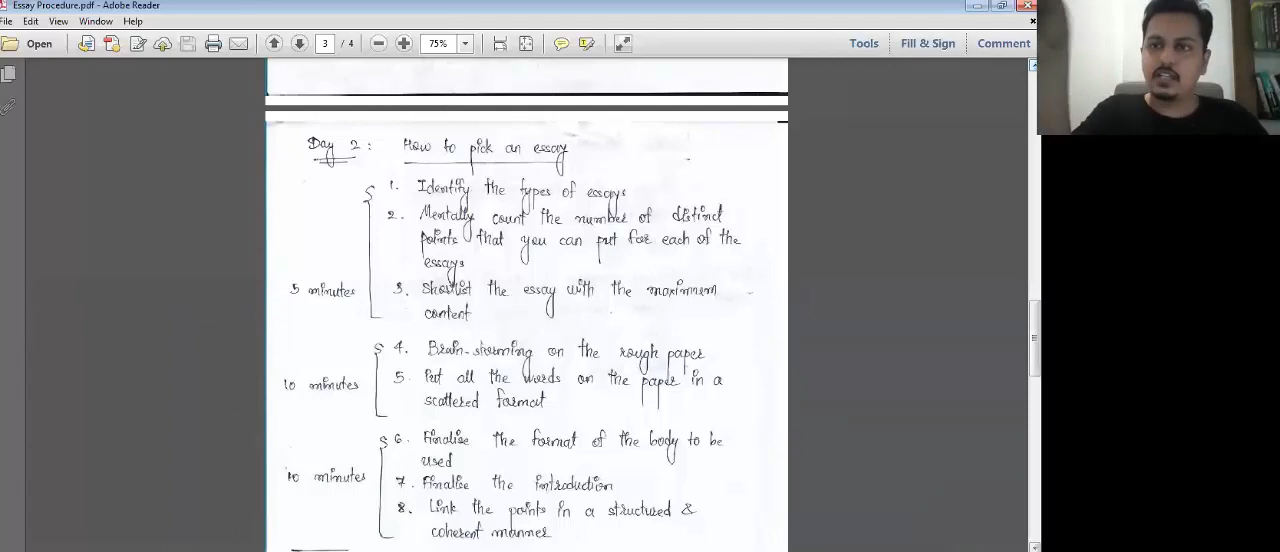 Essay Procedure.pdf - Adobe Reader
File Edit View Window Help
Open 3 / 4 75% Tools Fill & Sign Comment
Day 2: How to pick an essay
1. Identify the types of essays
2. Mentally count the number of distinct
points that you can put for each of the
essays
5 minutes 3. Shortlist the essay with the maximum
content
4. Brain-storming on the rough paper
10 minutes 5. Put all the words on the paper in a
scattered format
6. Finalise the format of the body to be
used
10 minutes 7. Finalise the introduction
8. Link the points in a structured &
coherent manner